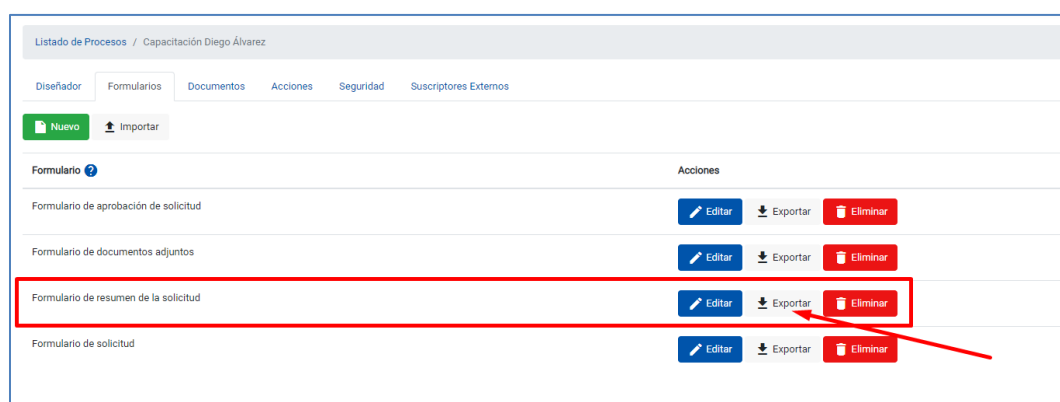 Listado de Procesos / Capacitación Diego Álvarez
Diseñador Formularios Documentos Acciones Seguridad Suscriptores Externos
Nuevo Importar
Formulario ? Acciones
Formulario de aprobación de solicitud Editar Exportar Eliminar
Formulario de documentos adjuntos Editar Exportar Eliminar
Formulario de resumen de la solicitud Editar Exportar Eliminar
Formulario de solicitud Editar Exportar Eliminar